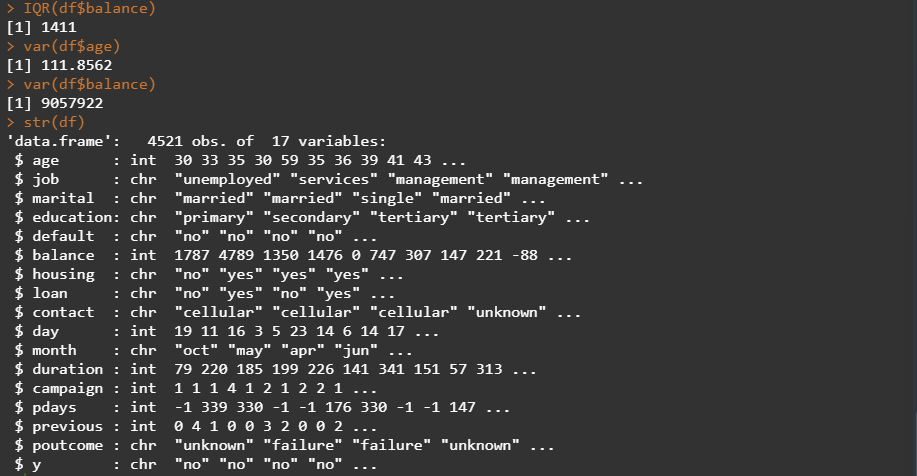 > IQR(df$balance)
[1] 1411
> var(df$age)
[1] 111.8562
> var(df$balance)
[1] 9057922
> str(df)
'data.frame':   4521 obs. of  17 variables:
 $ age      : int  30 33 35 30 59 35 36 39 41 43 ...
 $ job      : chr  "unemployed" "services" "management" "management" ...
 $ marital  : chr  "married" "married" "single" "married" ...
 $ education: chr  "primary" "secondary" "tertiary" "tertiary" ...
 $ default  : chr  "no" "no" "no" "no" ...
 $ balance  : int  1787 4789 1350 1476 0 747 307 147 221 -88 ...
 $ housing  : chr  "no" "yes" "yes" "yes" ...
 $ loan     : chr  "no" "yes" "no" "yes" ...
 $ contact  : chr  "cellular" "cellular" "cellular" "unknown" ...
 $ day      : int  19 11 16 3 5 23 14 6 14 17 ...
 $ month    : chr  "oct" "may" "apr" "jun" ...
 $ duration : int  79 220 185 199 226 141 341 151 57 313 ...
 $ campaign : int  1 1 1 4 1 2 1 2 2 1 ...
 $ pdays    : int  -1 339 330 -1 -1 176 330 -1 -1 147 ...
 $ previous : int  0 4 1 0 0 3 2 0 0 2 ...
 $ poutcome : chr  "unknown" "failure" "failure" "unknown" ...
 $ y        : chr  "no" "no" "no" "no" ...